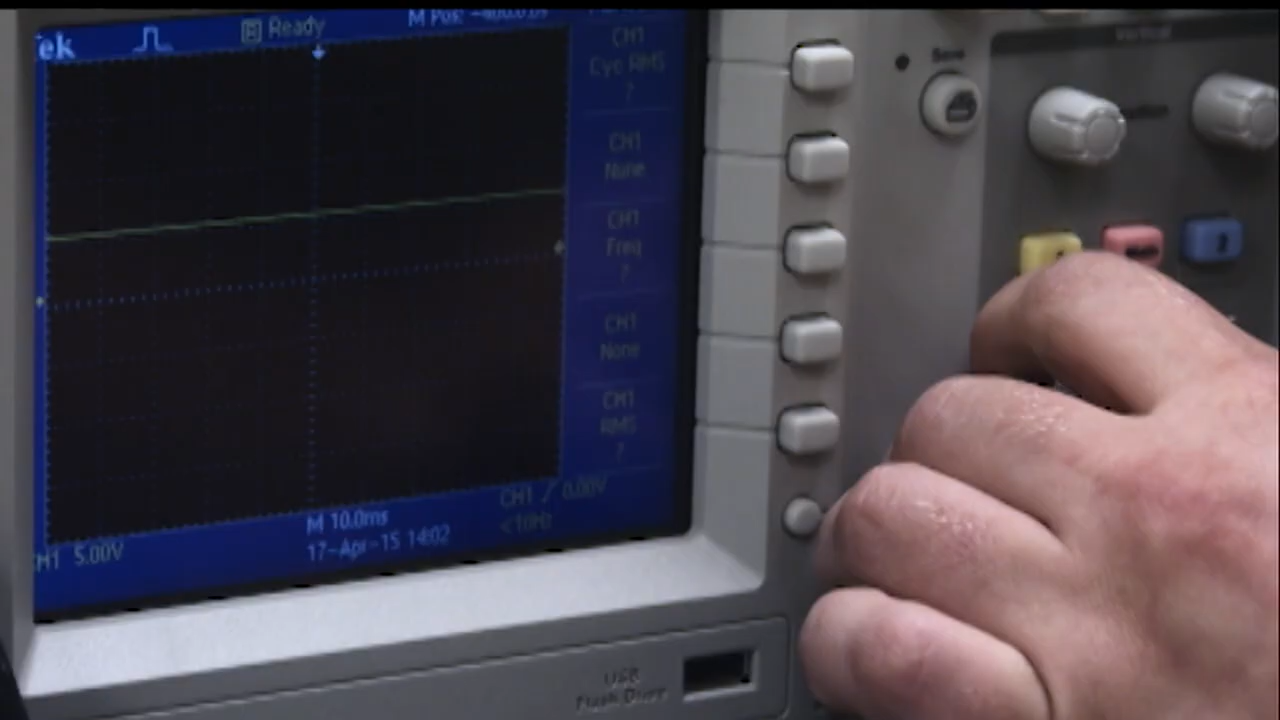 ek
Ready
M Pos:
CH1
Cyc RMS
?
CH1
None
CH1
Freq
?
CH1
None
CH1
RMS
?
CH1 5.00V
M 10.0ms
CH1 0.00V
17-Apr-15 14:02
<10Hz
Save
USB
Flash Drive